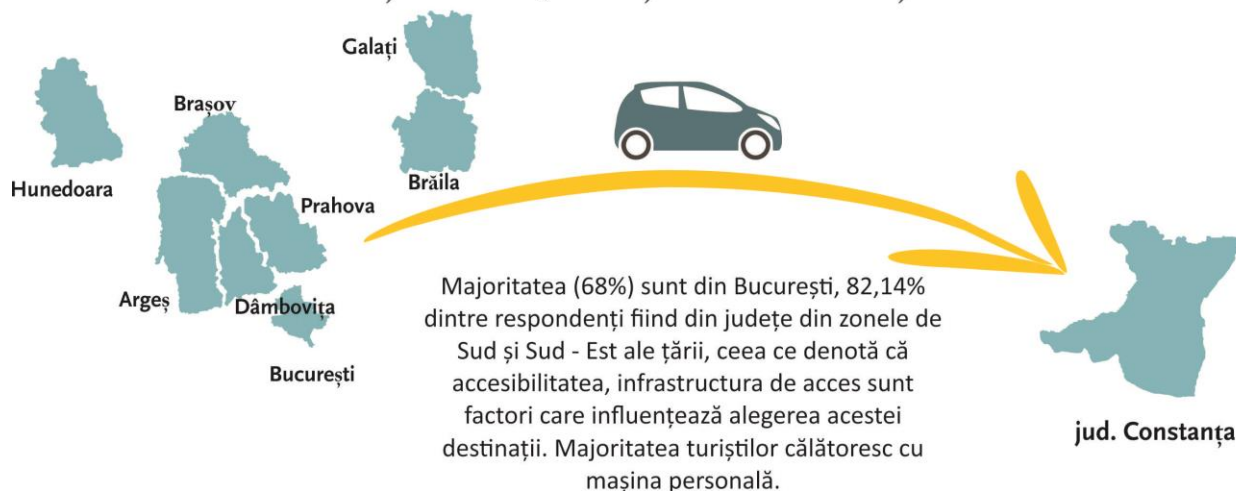 Galați
Brașov
Hunedoara
Brăila
Prahova
Argeș
Dâmbovița
București
Majoritatea (68%) sunt din București, 82,14%
dintre respondenți fiind din județe din zonele de
Sud și Sud - Est ale țării, ceea ce denotă că
accesibilitatea, infrastructura de acces sunt
factori care influențează alegerea acestei
destinații. Majoritatea turiștilor călătoresc cu
mașina personală.
jud. Constanța